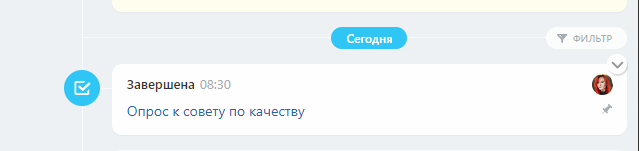 Сегодня
ФИЛЬТР
Завершена 08:30
Опрос к совету по качеству